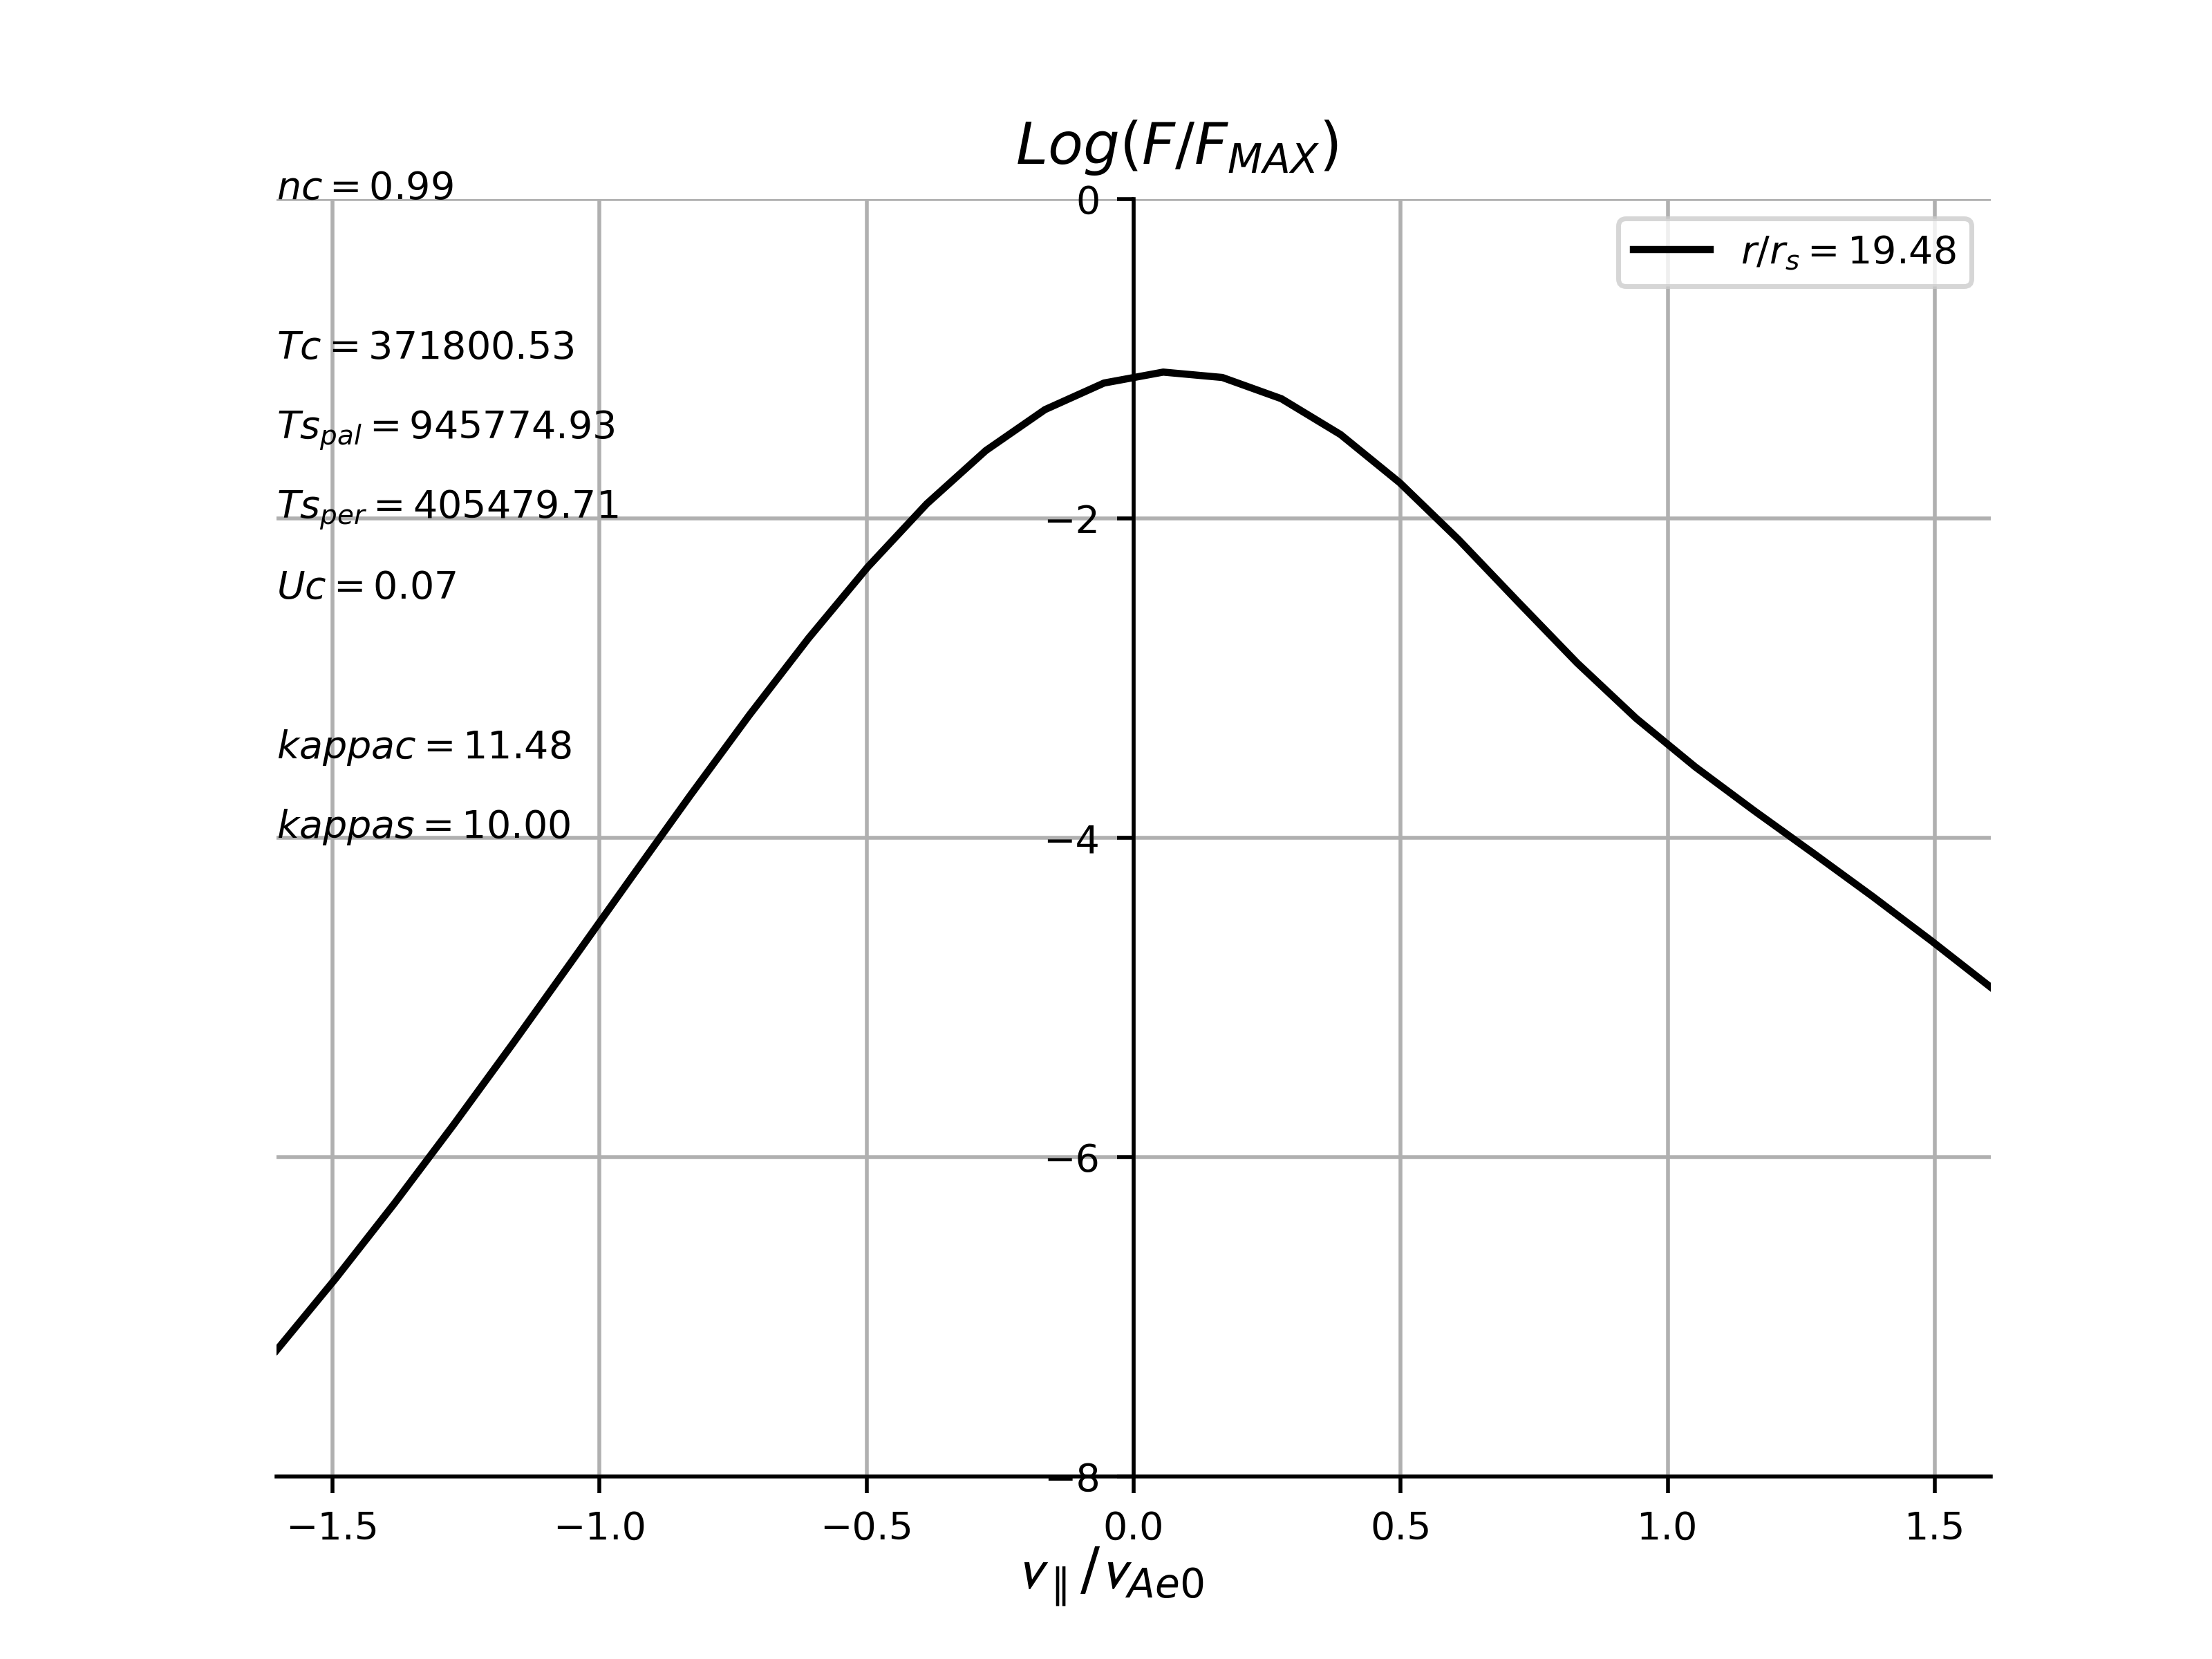 Log(F/F_MAX)
nc = 0.99
0
r/r_s = 19.48
Tc = 371800.53
Ts_pal = 945774.93
Ts_per = 405479.71
−2
Uc = 0.07
kappac = 11.48
kappas = 10.00
−4
−6
−8
−1.5 −1.0 −0.5 0.0 0.5 1.0 1.5
v_∥/v_Ae0